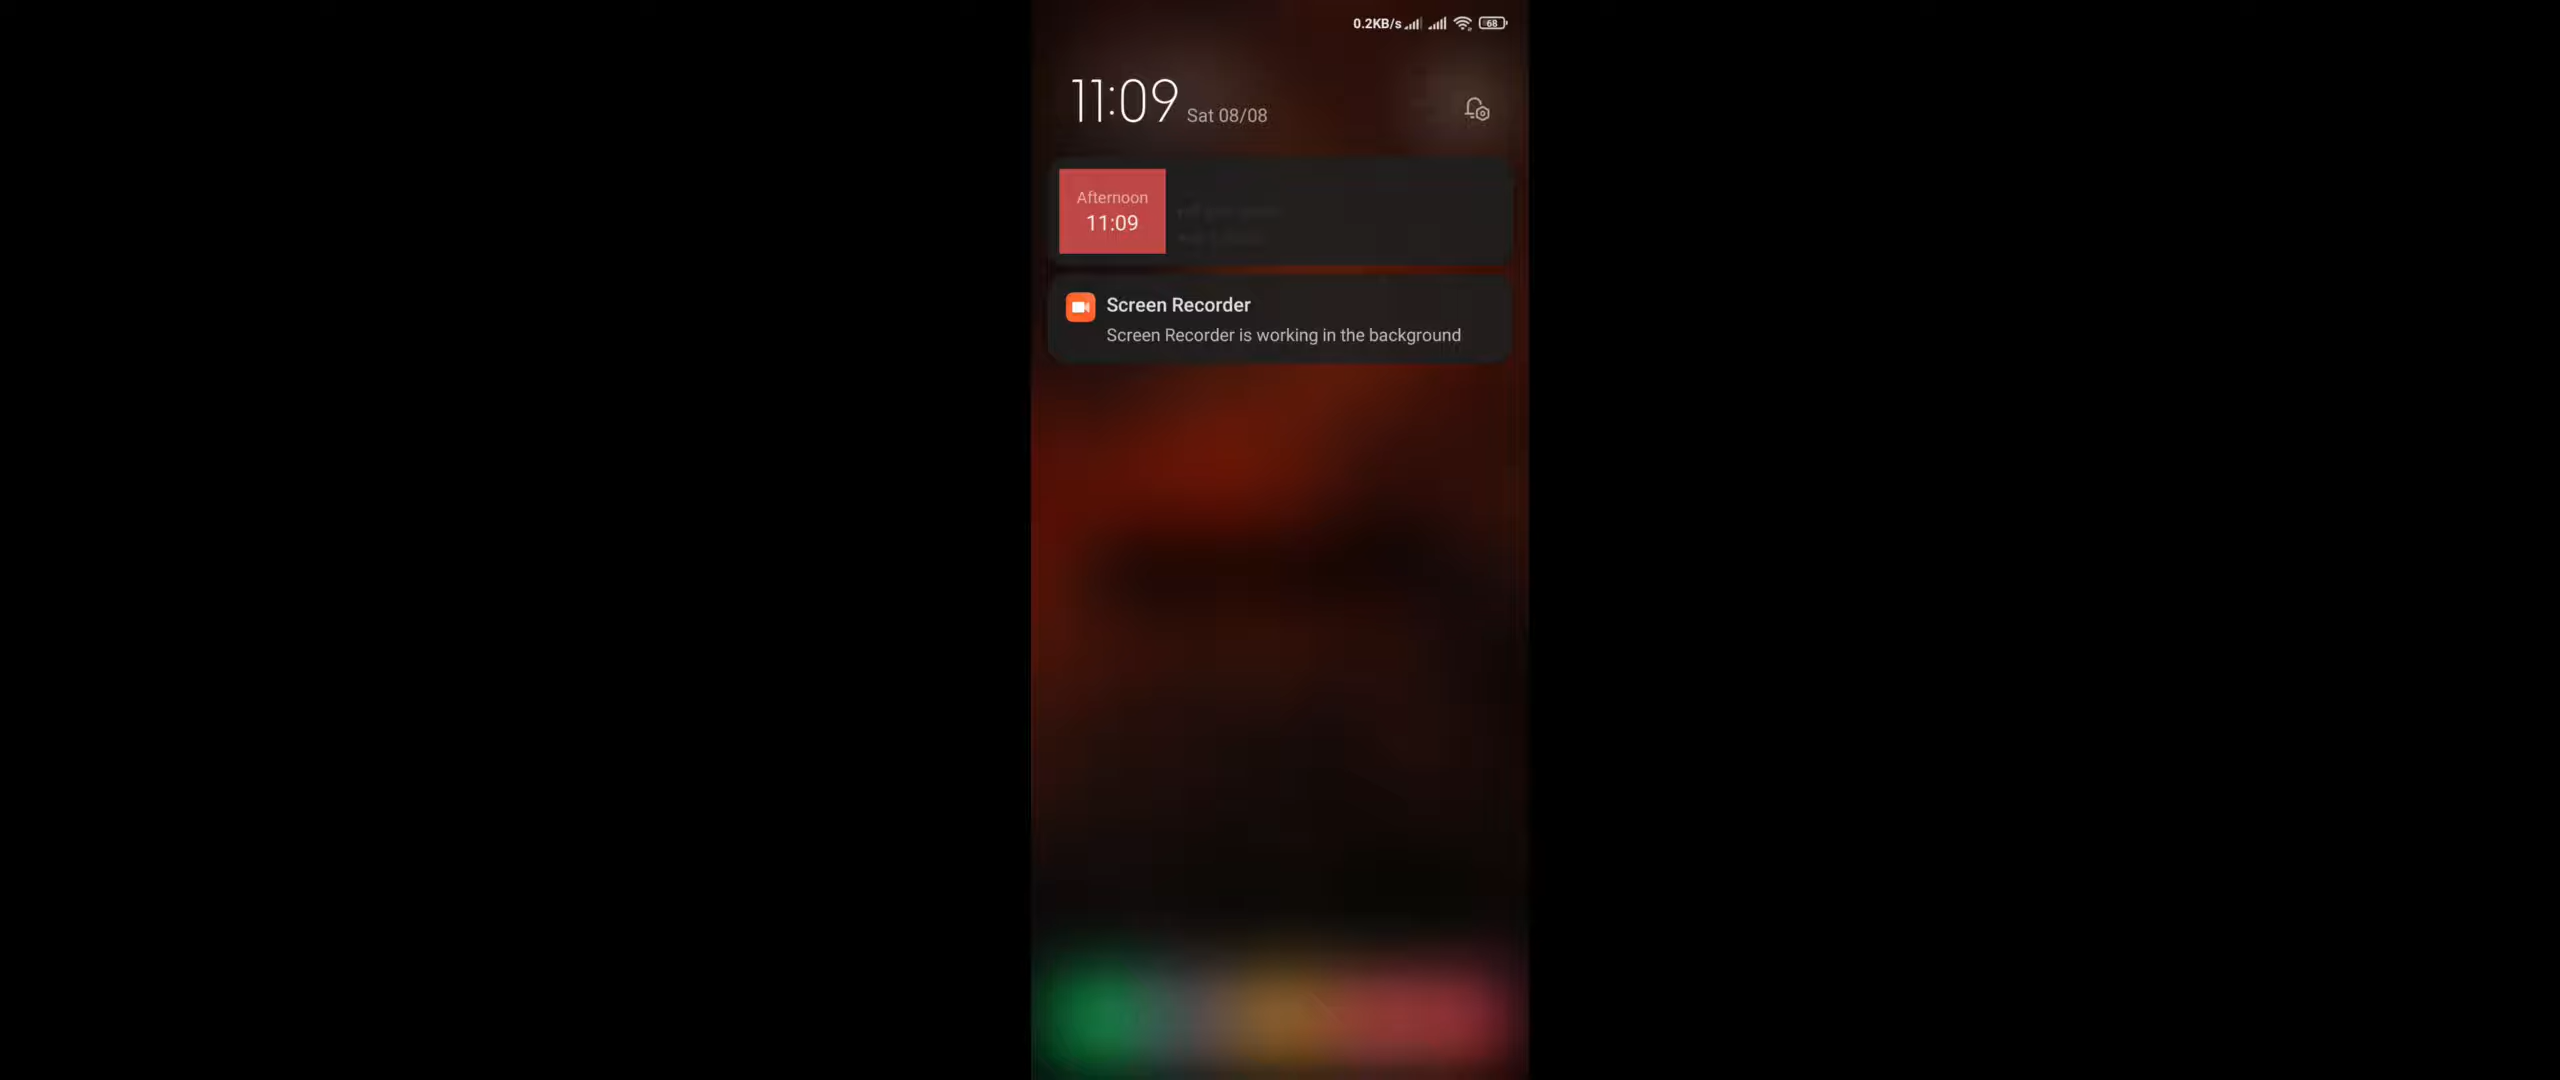 0.2KB/s 68
11:09 Sat 08/08
Afternoon
11:09
Screen Recorder
Screen Recorder is working in the background